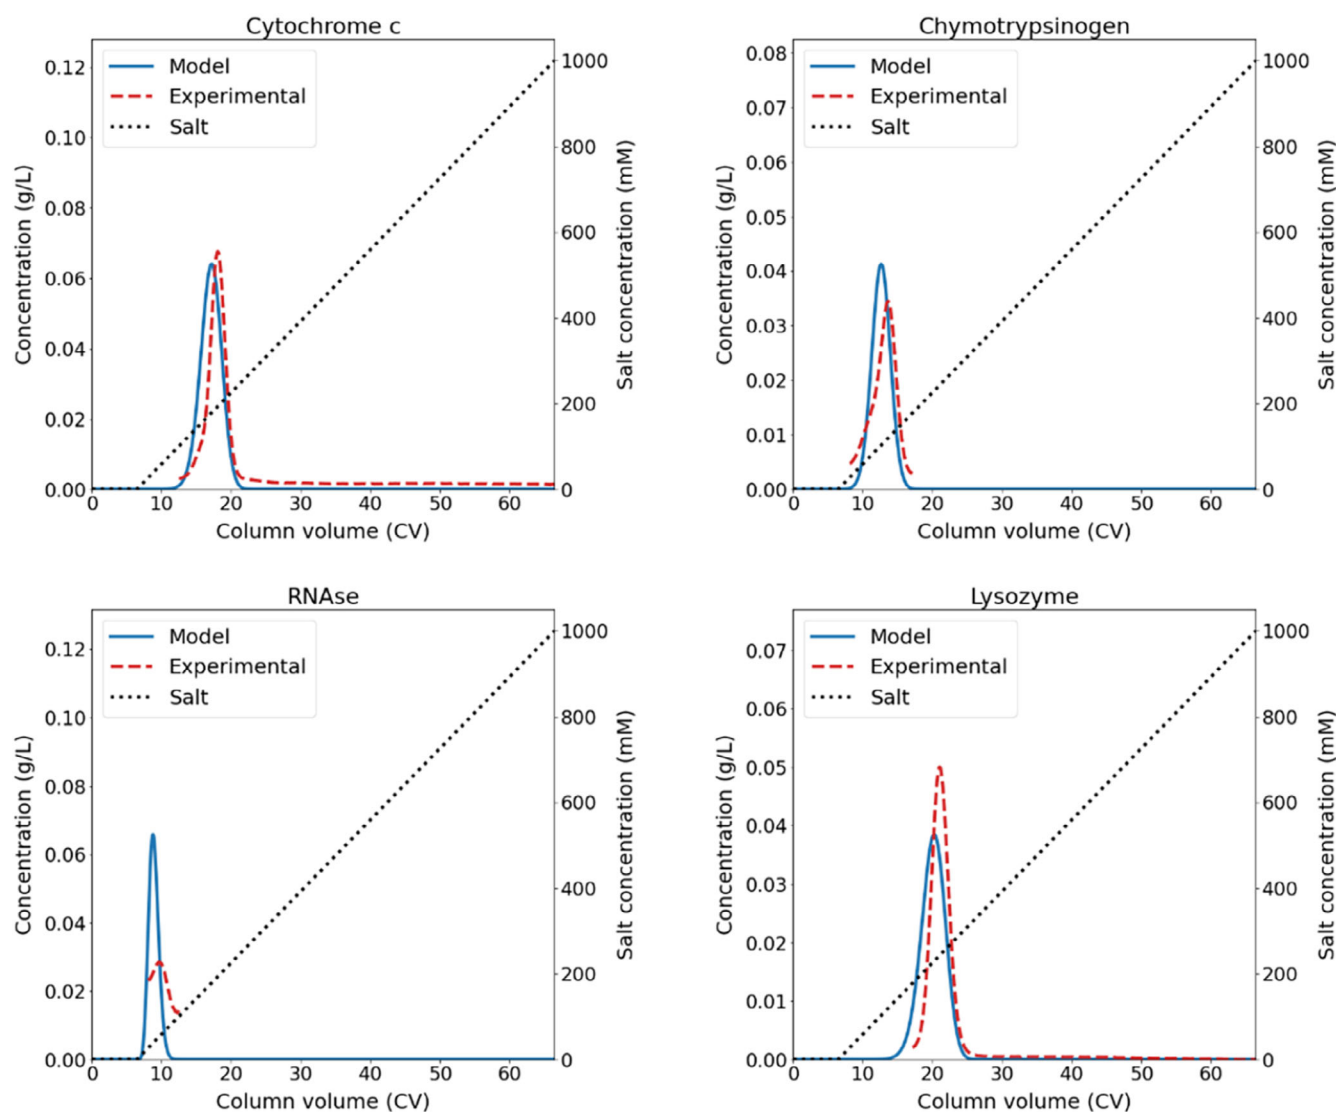 Cytochrome c
Model
Experimental
Salt
Concentration (g/L)
0.12
0.10
0.08
0.06
0.04
0.02
0.00
Salt concentration (mM)
1000
800
600
400
200
0
0 10 20 30 40 50 60
Column volume (CV)
Chymotrypsinogen
Model
Experimental
Salt
Concentration (g/L)
0.08
0.07
0.06
0.05
0.04
0.03
0.02
0.01
0.00
Salt concentration (mM)
1000
800
600
400
200
0
0 10 20 30 40 50 60
Column volume (CV)
RNAse
Model
Experimental
Salt
Concentration (g/L)
0.12
0.10
0.08
0.06
0.04
0.02
0.00
Salt concentration (mM)
1000
800
600
400
200
0
0 10 20 30 40 50 60
Column volume (CV)
Lysozyme
Model
Experimental
Salt
Concentration (g/L)
0.07
0.06
0.05
0.04
0.03
0.02
0.01
0.00
Salt concentration (mM)
1000
800
600
400
200
0
0 10 20 30 40 50 60
Column volume (CV)